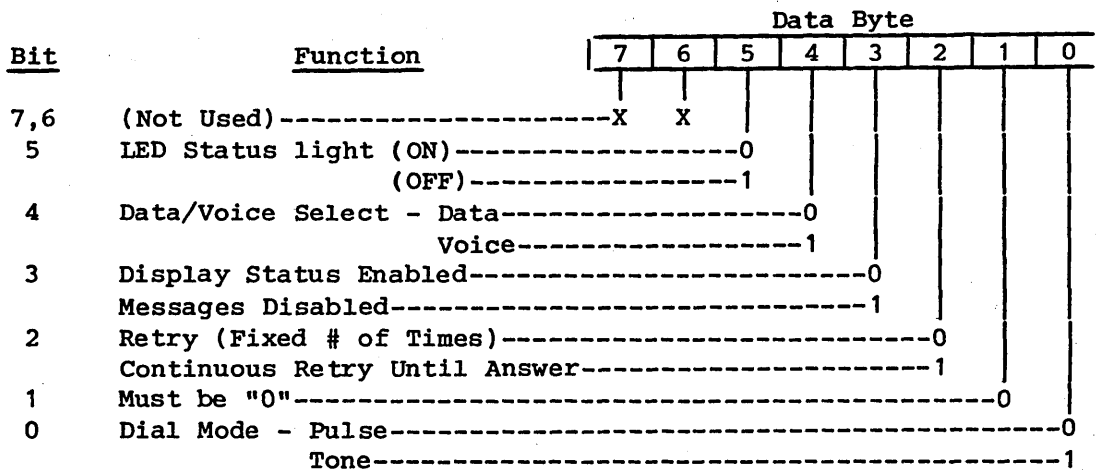 Data Byte
Bit Function | 7 | 6 | 5 | 4 | 3 | 2 | 1 | 0
7,6 (Not Used)---------------------X X
5 LED Status light (ON)------------------0
(OFF)-----------------1
4 Data/Voice Select - Data-------------------0
Voice------------------1
3 Display Status Enabled--------------------------0
Messages Disabled------------------------------1
2 Retry (Fixed # of Times)----------------------------0
Continuous Retry Until Answer-----------------------1
1 Must be "0"---------------------------------------------0
0 Dial Mode - Pulse-------------------------------------------0
Tone--------------------------------------------1